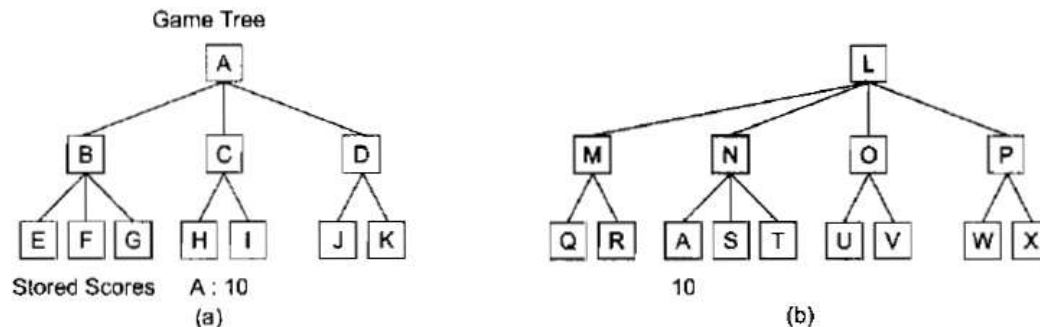 Game Tree
A
L
B C D
M N O P
E F G H I J K
Q R A S T U V W X
Stored Scores A : 10
10
(a)
(b)